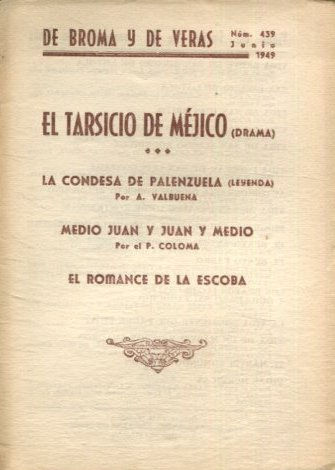 DE BROMA Y DE VERAS
Núm. 439
Junio
1949
EL TARSICIO DE MÉJICO (DRAMA)
LA CONDESA DE PALENZUELA (LEYENDA)
Por A. VALBUENA
MEDIO JUAN Y JUAN Y MEDIO
Por el P. COLOMA
EL ROMANCE DE LA ESCOBA